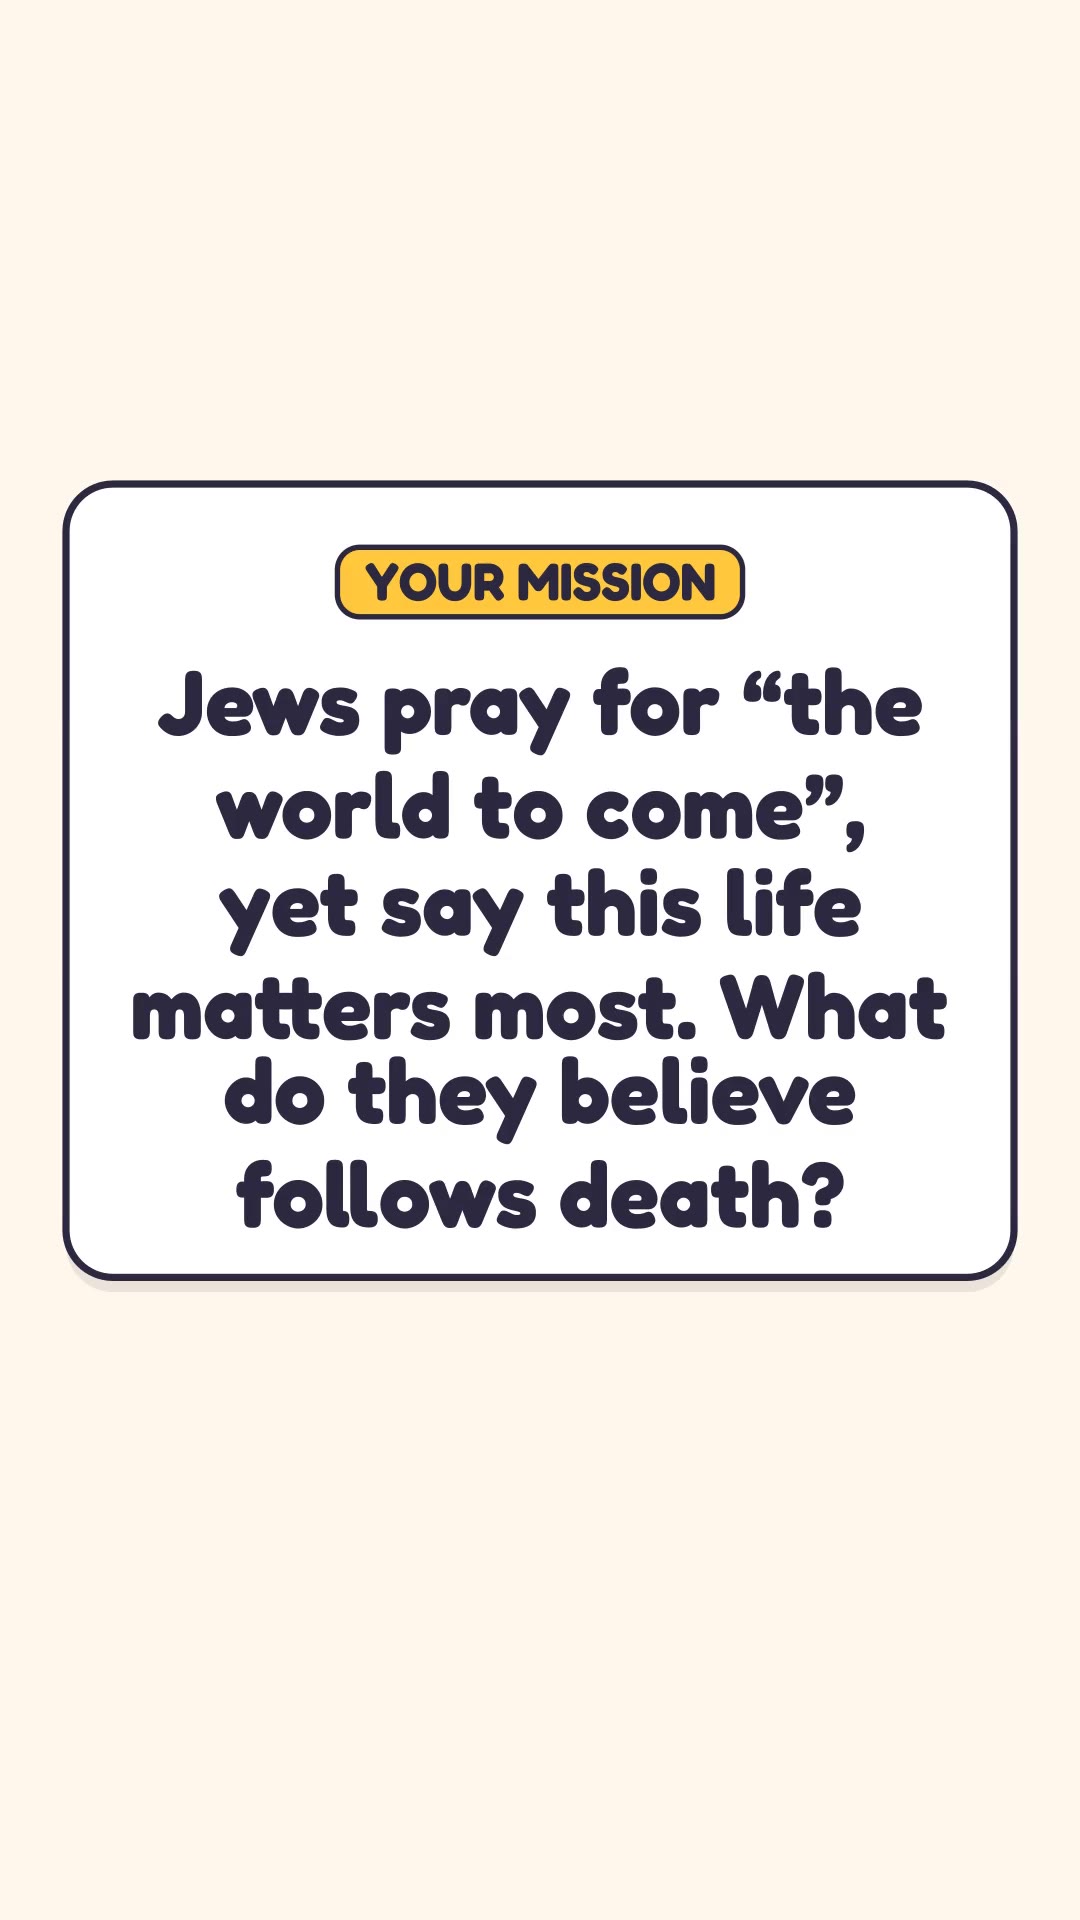 YOUR MISSION
Jews pray for “the
world to come”,
yet say this life
matters most. What
do they believe
follows death?